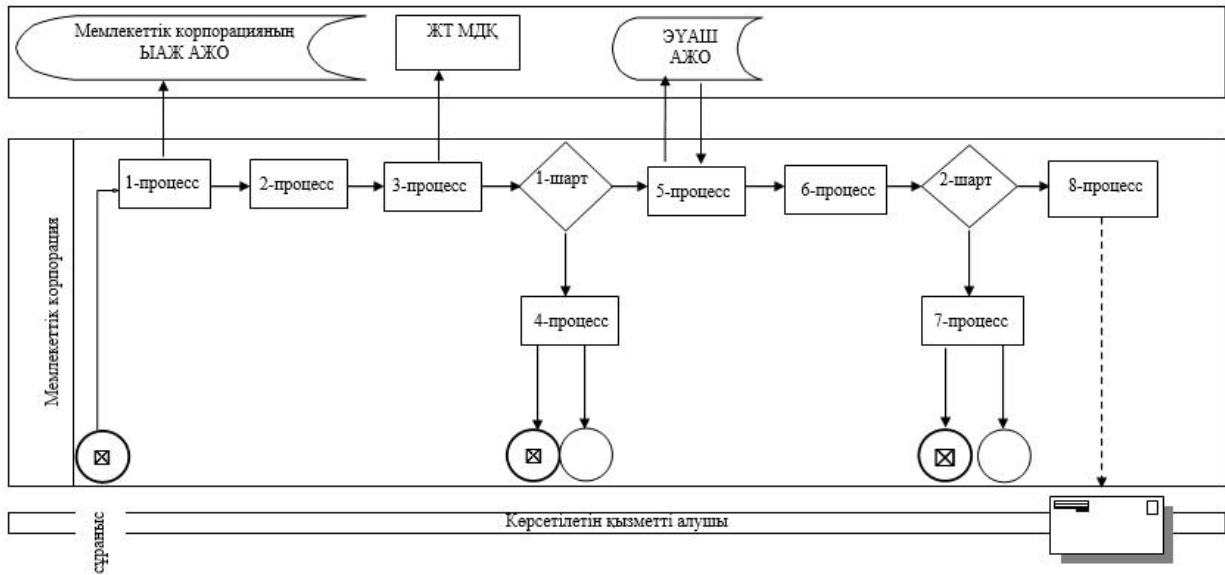 Мемлекеттік корпорацияның
ЫАЖ АЖО
ЖТ МДҚ
ЭҮАШ
АЖО
Мемлекеттік корпорация
1-процесс
2-процесс
3-процесс
1-шарт
5-процесс
6-процесс
2-шарт
8-процесс
4-процесс
7-процесс
сұраныс
Көрсетілетін қызметті алушы